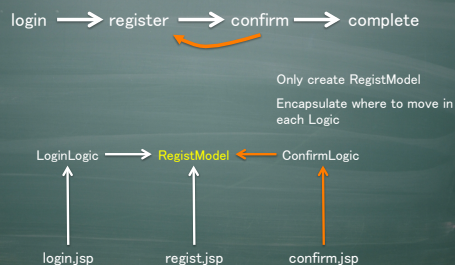 login register confirm complete
Only create RegistModel
Encapsulate where to move in
each Logic
LoginLogic RegistModel ConfirmLogic
login.jsp regist.jsp confirm.jsp